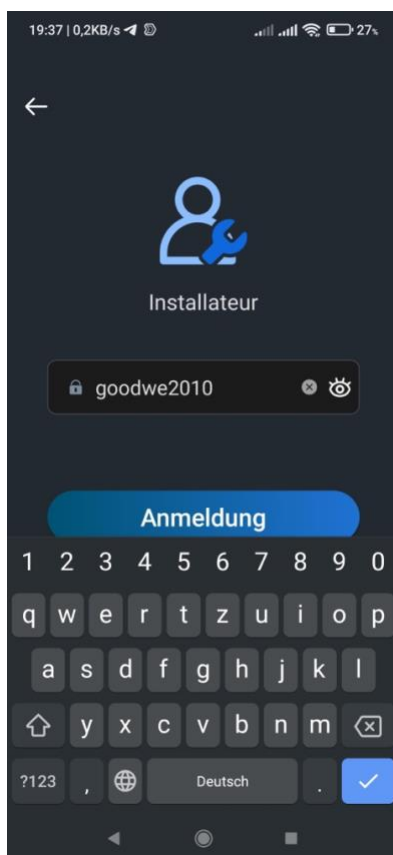 19:37 | 0,2KB/s 27%
Installateur
goodwe2010
Anmeldung
1 2 3 4 5 6 7 8 9 0
q w e r t z u i o p
a s d f g h j k l
y x c v b n m
?123 , Deutsch .